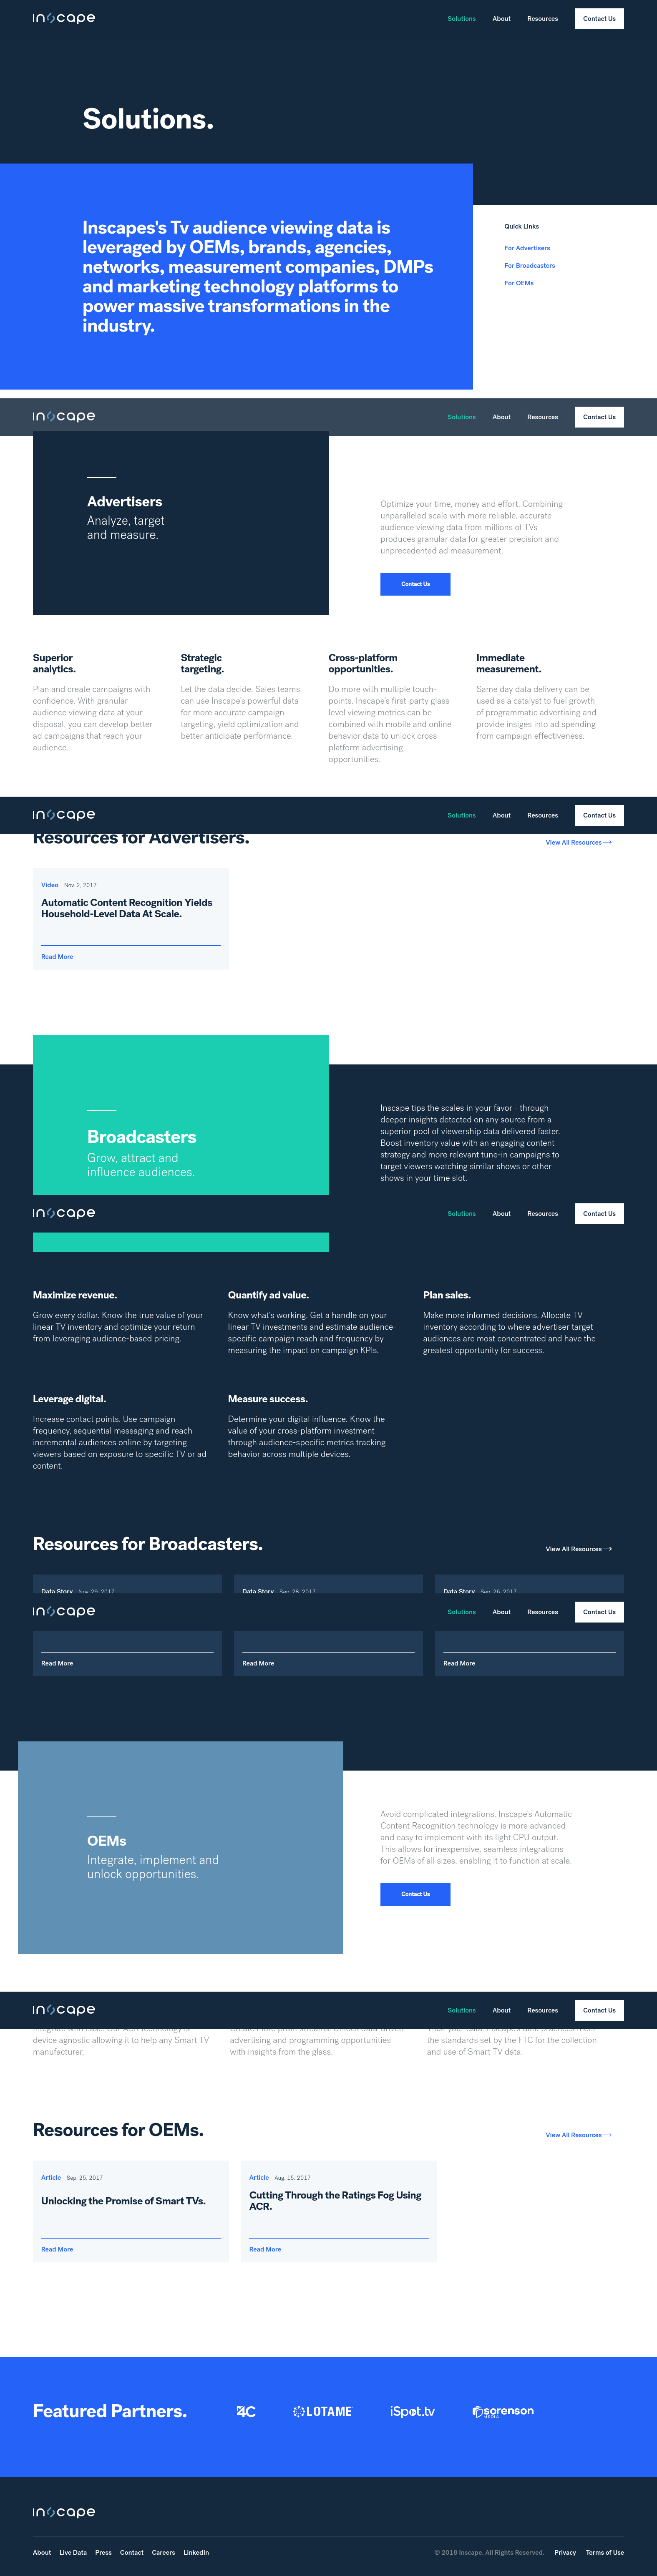 inscape
Solutions
About
Resources
Contact Us
Solutions.
Inscapes's Tv audience viewing data is
leveraged by OEMs, brands, agencies,
networks, measurement companies, DMPs
and marketing technology platforms to
power massive transformations in the
industry.
Quick Links
For Advertisers
For Broadcasters
For OEMs
inscape
Solutions
About
Resources
Contact Us
Advertisers
Analyze, target
and measure.
Optimize your time, money and effort. Combining
unparalleled scale with more reliable, accurate
audience viewing data from millions of TVs
produces granular data for greater precision and
unprecedented ad measurement.
Contact Us
Superior
analytics.
Plan and create campaigns with
confidence. With granular
audience viewing data at your
disposal, you can develop better
ad campaigns that reach your
audience.
Strategic
targeting.
Let the data decide. Sales teams
can use Inscape's powerful data
for more accurate campaign
targeting, yield optimization and
better anticipate performance.
Cross-platform
opportunities.
Do more with multiple touch-
points. Inscape's first-party glass-
level viewing metrics can be
combined with mobile and online
behavior data to unlock cross-
platform advertising
opportunities.
Immediate
measurement.
Same day data delivery can be
used as a catalyst to fuel growth
of programmatic advertising and
provide insiges into ad spending
from campaign effectiveness.
inscape
Solutions
About
Resources
Contact Us
Resources for Advertisers.
View All Resources
Video Nov. 2, 2017
Automatic Content Recognition Yields
Household-Level Data At Scale.
Read More
Broadcasters
Grow, attract and
influence audiences.
Inscape tips the scales in your favor - through
deeper insights detected on any source from a
superior pool of viewership data delivered faster.
Boost inventory value with an engaging content
strategy and more relevant tune-in campaigns to
target viewers watching similar shows or other
shows in your time slot.
inscape
Solutions
About
Resources
Contact Us
Maximize revenue.
Grow every dollar. Know the true value of your
linear TV inventory and optimize your return
from leveraging audience-based pricing.
Quantify ad value.
Know what's working. Get a handle on your
linear TV investments and estimate audience-
specific campaign reach and frequency by
measuring the impact on campaign KPIs.
Plan sales.
Make more informed decisions. Allocate TV
inventory according to where advertiser target
audiences are most concentrated and have the
greatest opportunity for success.
Leverage digital.
Increase contact points. Use campaign
frequency, sequential messaging and reach
incremental audiences online by targeting
viewers based on exposure to specific TV or ad
content.
Measure success.
Determine your digital influence. Know the
value of your cross-platform investment
through audience-specific metrics tracking
behavior across multiple devices.
Resources for Broadcasters.
View All Resources
Data Story Nov. 29, 2017
Data Story Sep. 28, 2017
Data Story Sep. 26, 2017
inscape
Solutions
About
Resources
Contact Us
Read More
Read More
Read More
OEMs
Integrate, implement and
unlock opportunities.
Avoid complicated integrations. Inscape's Automatic
Content Recognition technology is more advanced
and easy to implement with its light CPU output.
This allows for inexpensive, seamless integrations
for OEMs of all sizes, enabling it to function at scale.
Contact Us
inscape
Solutions
About
Resources
Contact Us
device agnostic allowing it to help any Smart TV
manufacturer.
advertising and programming opportunities
with insights from the glass.
the standards set by the FTC for the collection
and use of Smart TV data.
Resources for OEMs.
View All Resources
Article Sep. 25, 2017
Unlocking the Promise of Smart TVs.
Read More
Article Aug. 15, 2017
Cutting Through the Ratings Fog Using
ACR.
Read More
Featured Partners.
4C
LOTAME
iSpot.tv
sorenson
MEDIA
inscape
About
Live Data
Press
Contact
Careers
LinkedIn
© 2018 Inscape. All Rights Reserved.
Privacy
Terms of Use